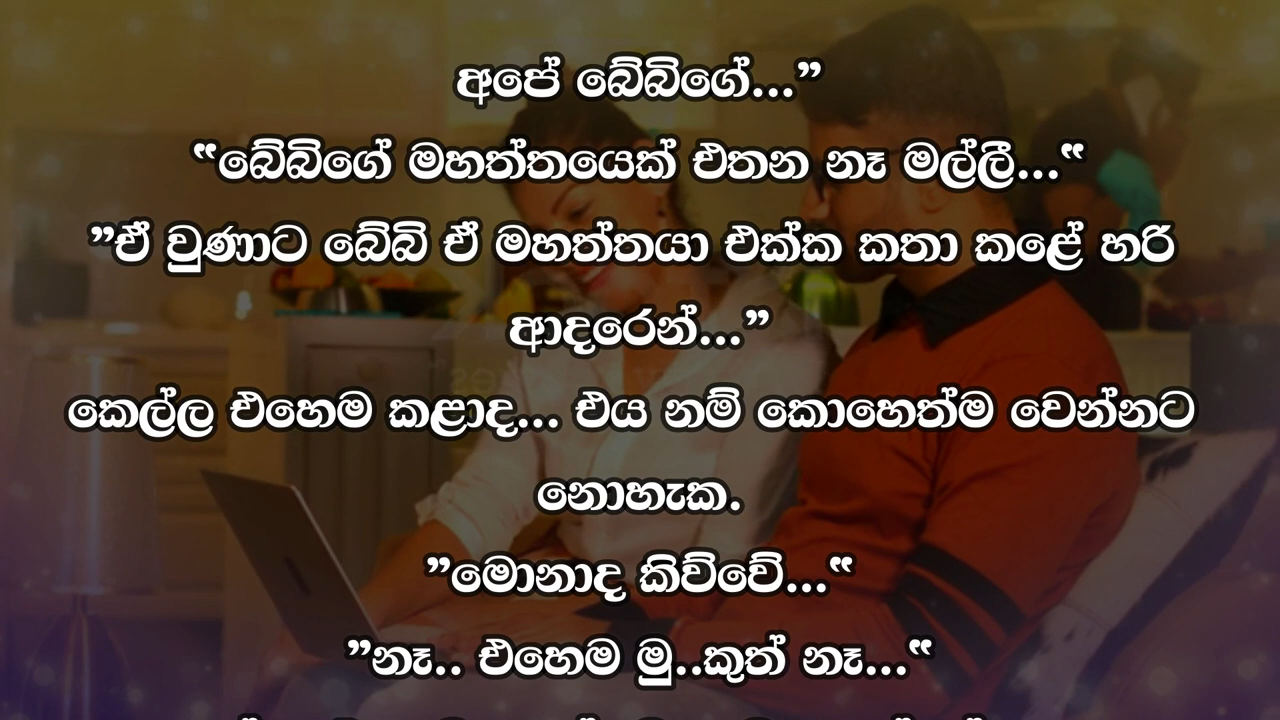 අපේ බේබිගේ...”
“බේබිගේ මහත්තයෙක් එතන නෑ මල්ලී...“
”ඒ වුණාට බේබි ඒ මහත්තයා එක්ක කතා කළේ හරි
ආදරෙන්...”
කෙල්ල එහෙම කළාද... එය නම් කොහෙත්ම වෙන්නට
නොහැක.
”මොනාද කිව්වේ...“
”නෑ.. එහෙම මු..කුත් නෑ...“